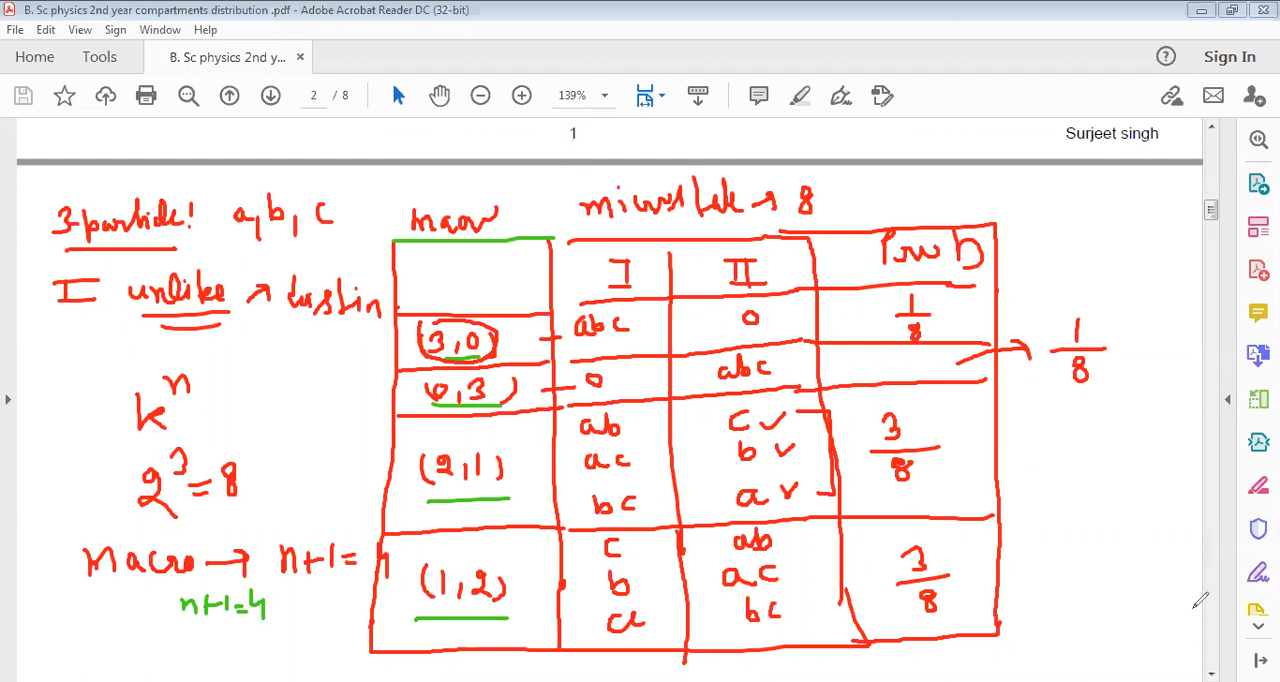 B. Sc physics 2nd year compartments distribution .pdf - Adobe Acrobat Reader DC (32-bit)
File Edit View Sign Window Help
Home Tools B. Sc physics 2nd y... ×
Sign In
2 / 8 139%
1 Surjeet singh
3-particle! a, b, c
macro
microstate → 8
I unlike →
I II Prob
(3,0) abc 0 1/8
(0,3) 0 abc → 1/8
(2,1) ab c ✓ 3/8
ac b ✓
bc a ✓
(1,2) c ab 3/8
b ac
a bc
k^n
2^3 = 8
Macro → n+1 = 4
n+1=4